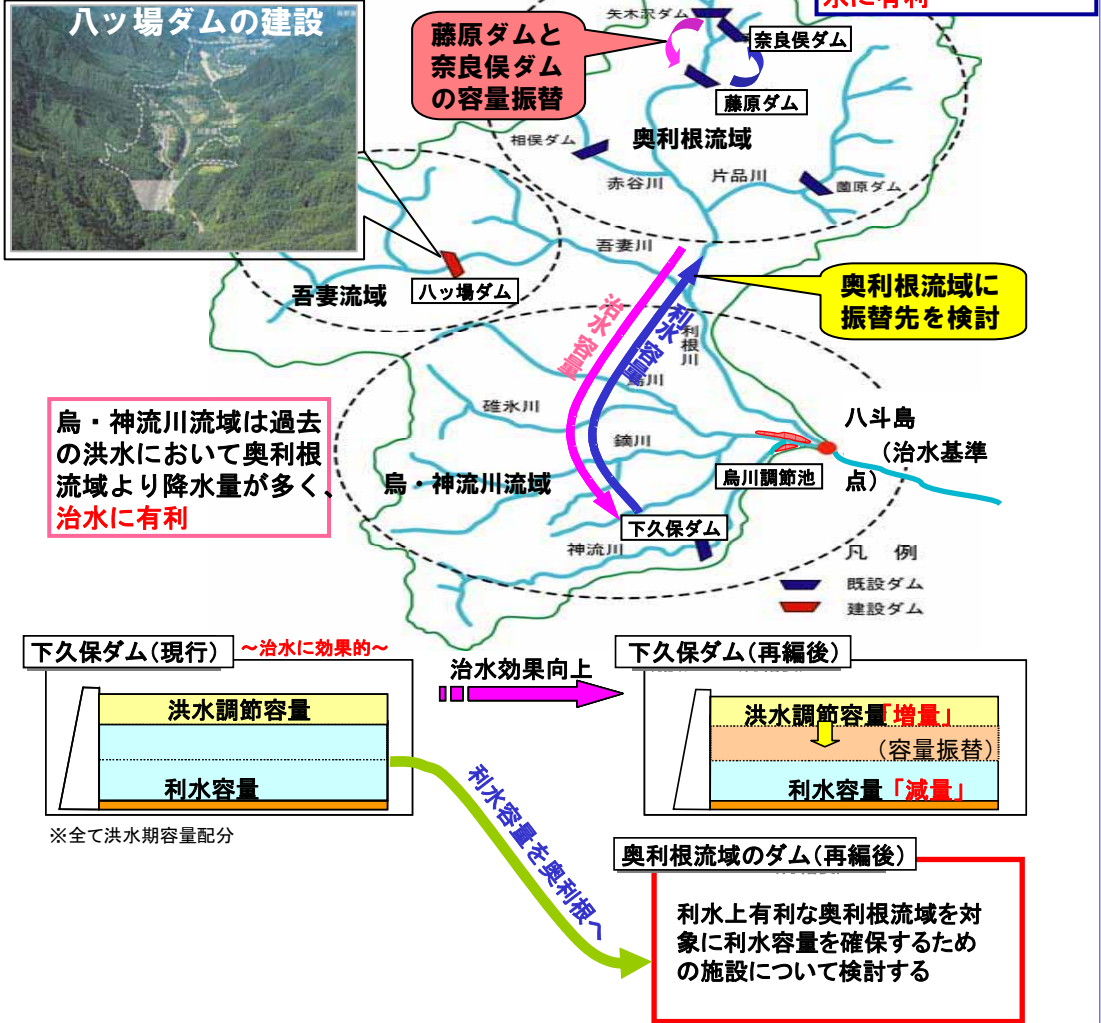 八ッ場ダムの建設
水に有利
藤原ダムと
奈良俣ダム
の容量振替
矢木沢ダム
奈良俣ダム
藤原ダム
相俣ダム
奥利根流域
赤谷川
片品川
薗原ダム
吾妻川
吾妻流域
八ッ場ダム
奥利根流域に
振替先を検討
治水容量
利水容量
利根川
烏川
碓氷川
鏑川
烏・神流川流域は過去
の洪水において奥利根
流域より降水量が多く、
治水に有利
烏・神流川流域
八斗島
(治水基準
点)
烏川調節池
下久保ダム
神流川
凡 例
既設ダム
建設ダム
下久保ダム(現行)
～治水に効果的～
洪水調節容量
利水容量
※全て洪水期容量配分
治水効果向上
下久保ダム(再編後)
洪水調節容量「増量」
(容量振替)
利水容量「減量」
利水容量を奥利根へ
奥利根流域のダム(再編後)
利水上有利な奥利根流域を対
象に利水容量を確保するため
の施設について検討する